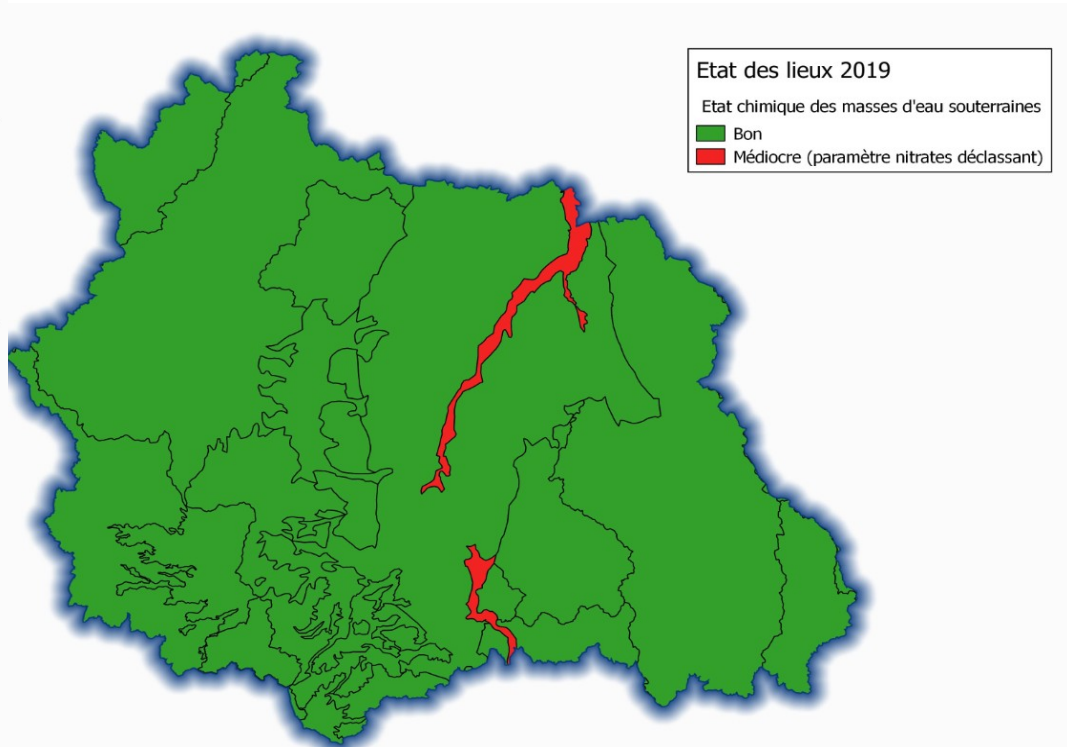 Etat des lieux 2019
Etat chimique des masses d'eau souterraines
Bon
Médiocre (paramètre nitrates déclassant)